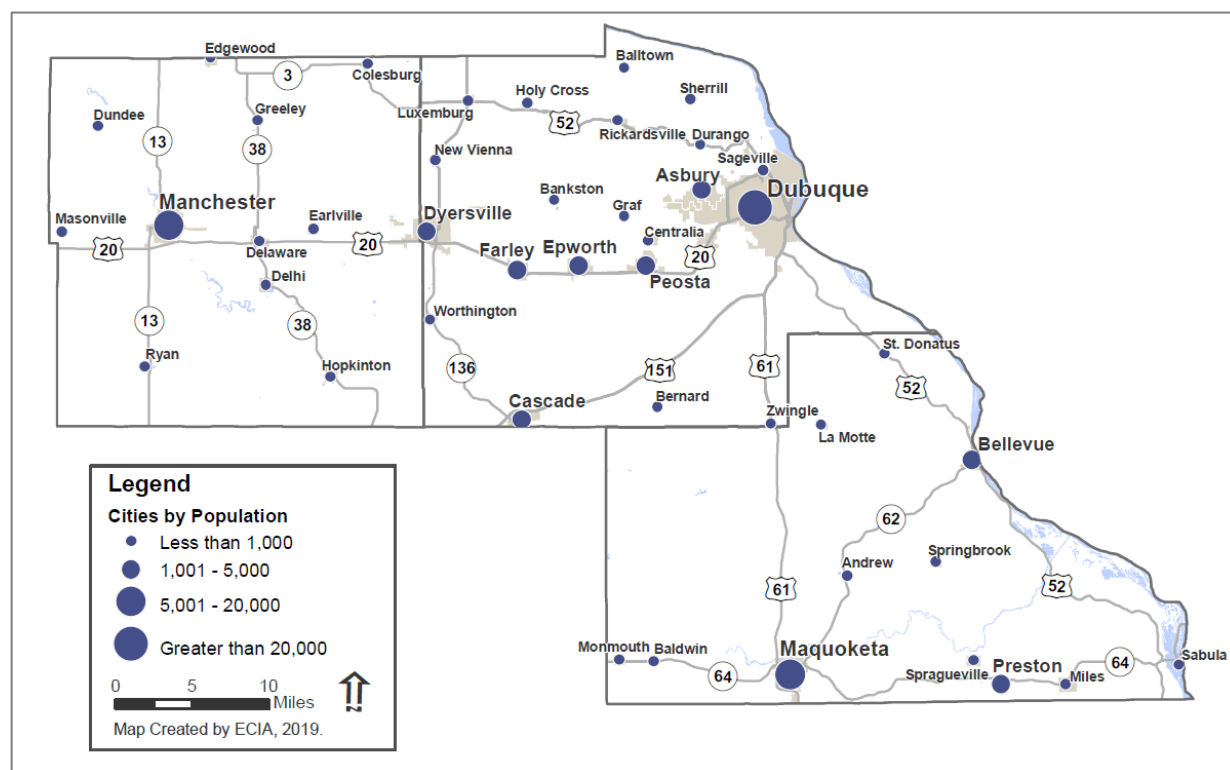 Edgewood
Balltown
3
Colesburg
Sherrill
Holy Cross
Dundee
Greeley
Luxemburg
52
Rickardsville
Durango
13
38
New Vienna
Sageville
Asbury
Dubuque
Manchester
Bankston
Masonville
Earlville
Dyersville
Graf
Centralia
20
Delaware
20
Farley
Epworth
20
Delhi
Peosta
13
38
Worthington
Ryan
Hopkinton
136
151
61
St. Donatus
52
Cascade
Bernard
Zwingle
La Motte
Bellevue
62
Andrew
Springbrook
61
52
Monmouth
Baldwin
Maquoketa
64
Spragueville
Preston
Miles
64
Sabula
Legend
Cities by Population
Less than 1,000
1,001 - 5,000
5,001 - 20,000
Greater than 20,000
0 5 10
Miles
N
Map Created by ECIA, 2019.